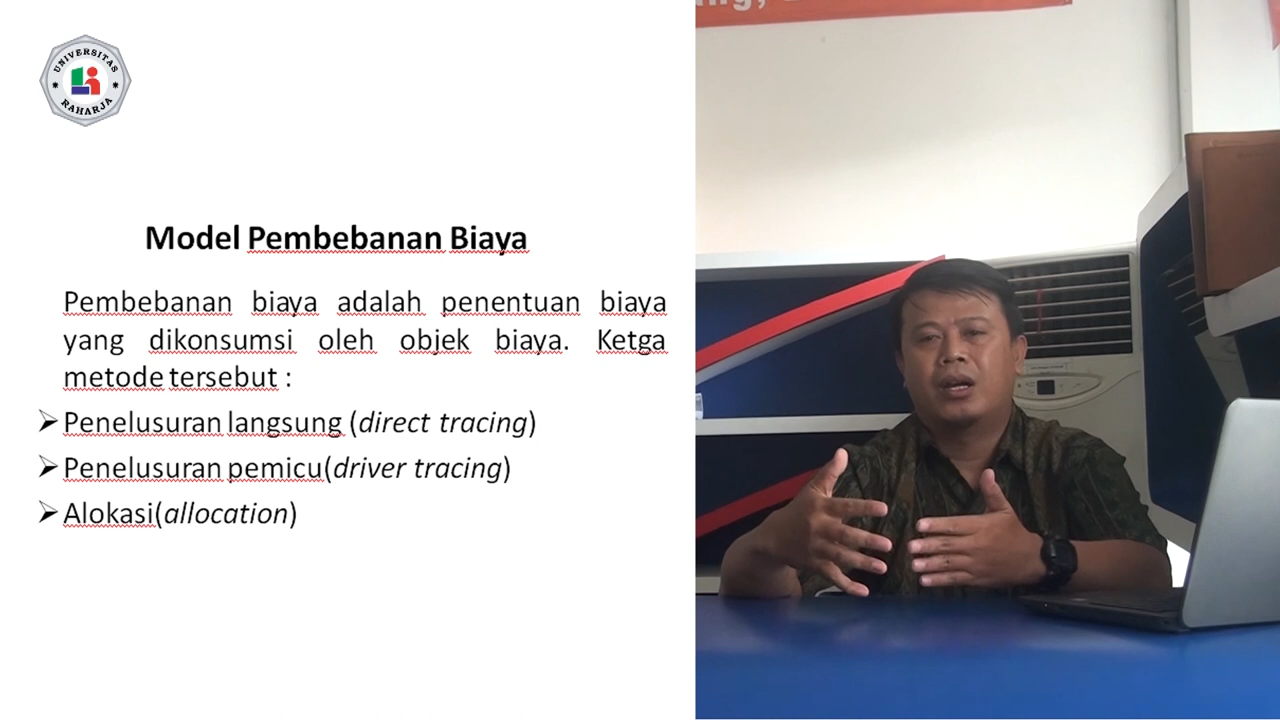 UNIVERSITAS
RAHARJA
Model Pembebanan Biaya
Pembebanan biaya adalah penentuan biaya
yang dikonsumsi oleh objek biaya. Ketga
metode tersebut :
Penelusuran langsung (direct tracing)
Penelusuran pemicu(driver tracing)
Alokasi(allocation)